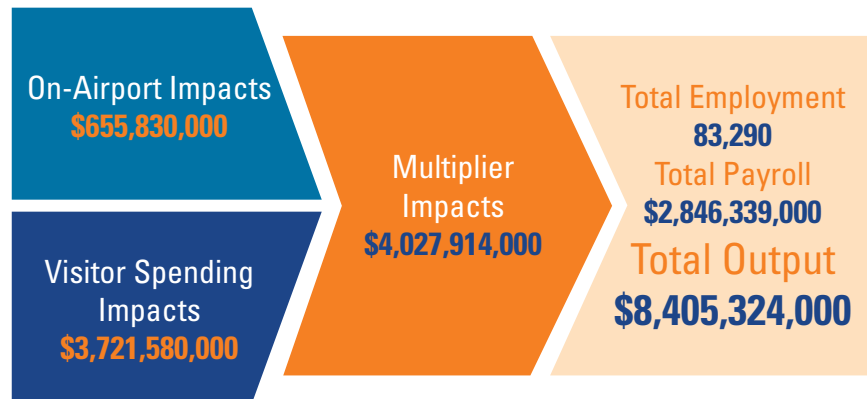 On-Airport Impacts
$655,830,000
Visitor Spending
Impacts
$3,721,580,000
Multiplier
Impacts
$4,027,914,000
Total Employment
83,290
Total Payroll
$2,846,339,000
Total Output
$8,405,324,000